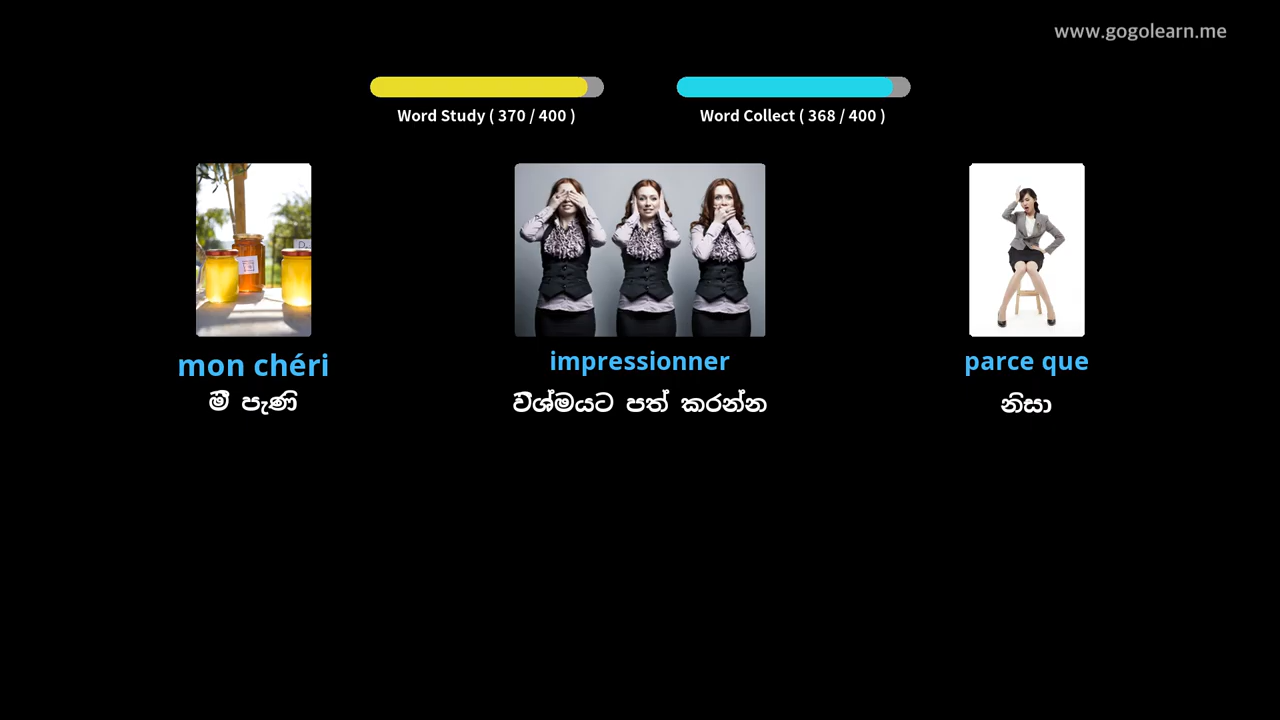 www.gogolearn.me
Word Study ( 370 / 400 )
Word Collect ( 368 / 400 )
mon chéri
impressionner
parce que
මී පැණි
විශ්මයට පත් කරන්න
නිසා